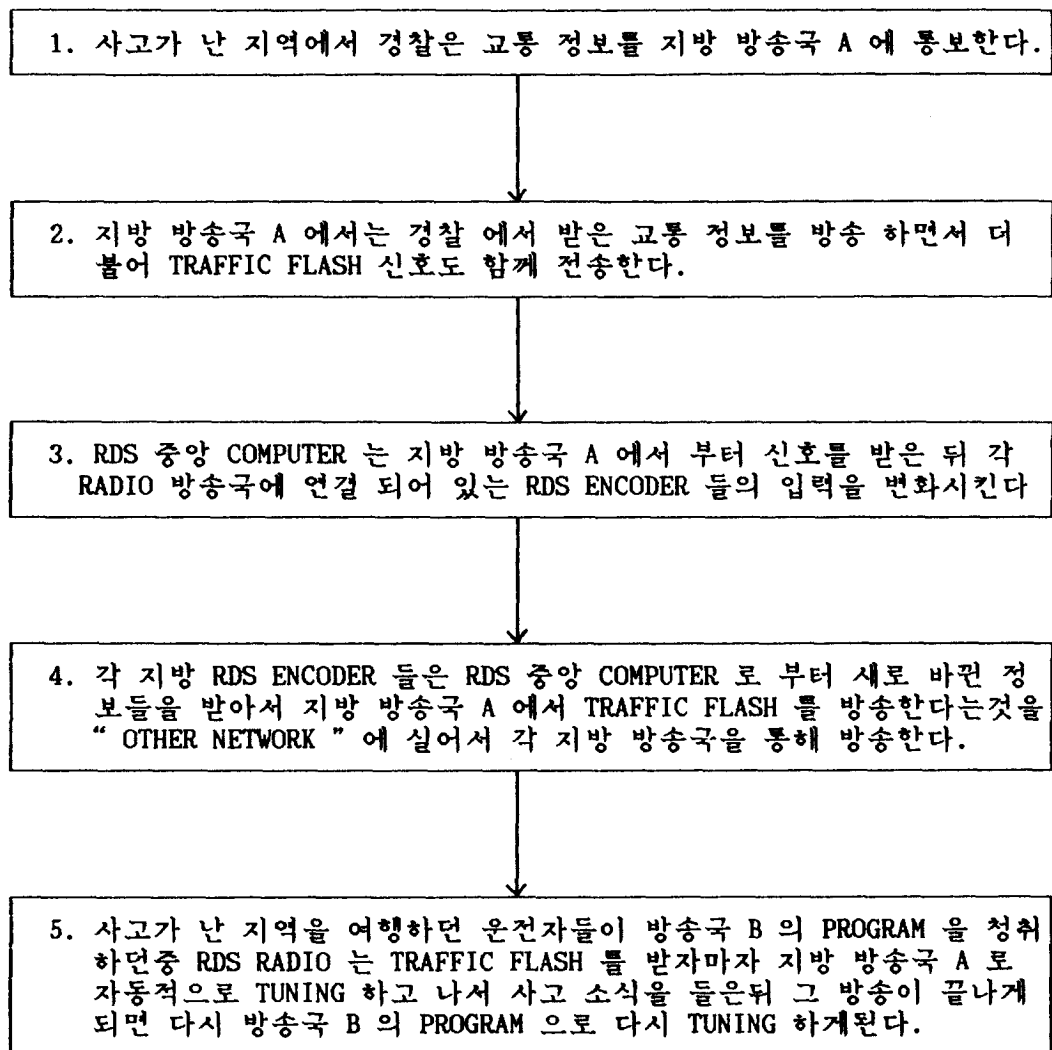 1. 사고가 난 지역에서 경찰은 교통 정보를 지방 방송국 A 에 통보한다.
2. 지방 방송국 A 에서는 경찰 에서 받은 교통 정보를 방송 하면서 더
불어 TRAFFIC FLASH 신호도 함께 전송한다.
3. RDS 중앙 COMPUTER 는 지방 방송국 A 에서 부터 신호를 받은 뒤 각
RADIO 방송국에 연결 되어 있는 RDS ENCODER 들의 입력을 변화시킨다
4. 각 지방 RDS ENCODER 들은 RDS 중앙 COMPUTER 로 부터 새로 바뀐 정
보들을 받아서 지방 방송국 A 에서 TRAFFIC FLASH 를 방송한다는것을
“ OTHER NETWORK ” 에 실어서 각 지방 방송국을 통해 방송한다.
5. 사고가 난 지역을 여행하던 운전자들이 방송국 B 의 PROGRAM 을 청취
하던중 RDS RADIO 는 TRAFFIC FLASH 를 받자마자 지방 방송국 A 로
자동적으로 TUNING 하고 나서 사고 소식을 들은뒤 그 방송이 끝나게
되면 다시 방송국 B 의 PROGRAM 으로 다시 TUNING 하게된다.